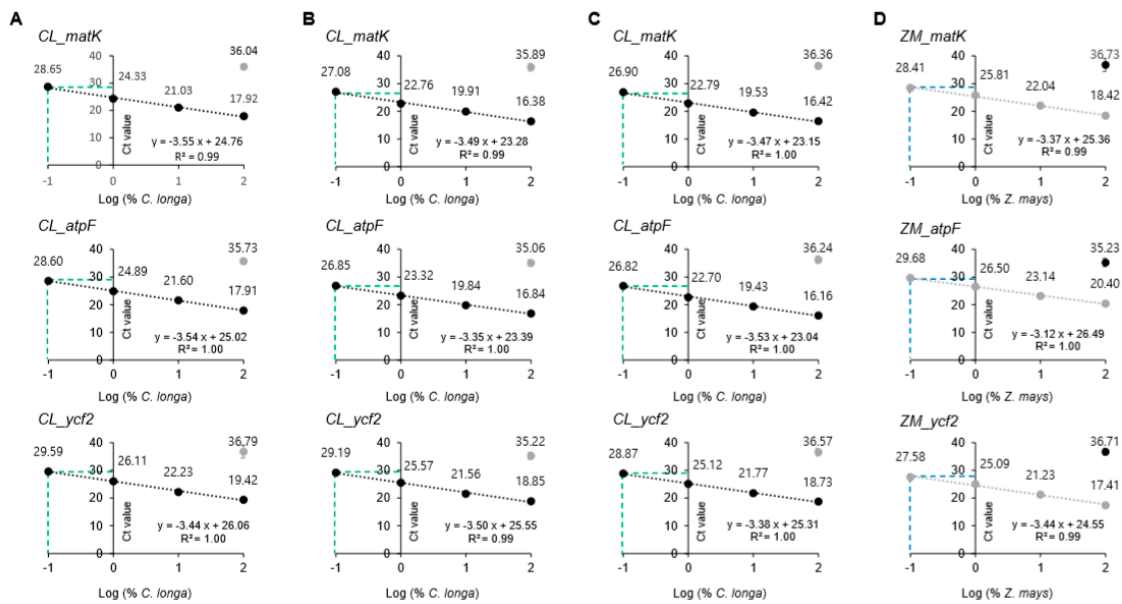 A
CL_matK
36.04
40
28.65
24.33
30
21.03
17.92
20
10
Ct value
y = -3.55 x + 24.76
R² = 0.99
0
-1 0 1 2
Log (% C. longa)
CL_atpF
35.73
40
28.60
24.89
30
21.60
17.91
20
10
Ct value
y = -3.54 x + 25.02
R² = 1.00
0
-1 0 1 2
Log (% C. longa)
CL_ycf2
36.79
40
29.59
26.11
30
22.23
19.42
20
10
Ct value
y = -3.44 x + 26.06
R² = 1.00
0
-1 0 1 2
Log (% C. longa)
B
CL_matK
35.89
40
27.08
22.76
30
19.91
16.38
20
10
Ct value
y = -3.49 x + 23.28
R² = 0.99
0
-1 0 1 2
Log (% C. longa)
CL_atpF
35.06
40
26.85
23.32
30
19.84
16.84
20
10
Ct value
y = -3.35 x + 23.39
R² = 1.00
0
-1 0 1 2
Log (% C. longa)
CL_ycf2
35.22
40
29.19
25.57
30
21.56
18.85
20
10
Ct value
y = -3.50 x + 25.55
R² = 0.99
0
-1 0 1 2
Log (% C. longa)
C
CL_matK
36.36
40
26.90
22.79
30
19.53
16.42
20
10
Ct value
y = -3.47 x + 23.15
R² = 1.00
0
-1 0 1 2
Log (% C. longa)
CL_atpF
36.24
40
26.82
22.70
30
19.43
16.16
20
10
Ct value
y = -3.53 x + 23.04
R² = 1.00
0
-1 0 1 2
Log (% C. longa)
CL_ycf2
36.57
40
28.87
25.12
30
21.77
18.73
20
10
Ct value
y = -3.38 x + 25.31
R² = 1.00
0
-1 0 1 2
Log (% C. longa)
D
ZM_matK
36.73
40
28.41
25.81
30
22.04
18.42
20
10
Ct value
y = -3.37 x + 25.36
R² = 0.99
0
-1 0 1 2
Log (% Z. mays)
ZM_atpF
35.23
40
29.68
26.50
30
23.14
20.40
20
10
Ct value
y = -3.12 x + 26.49
R² = 1.00
0
-1 0 1 2
Log (% Z. mays)
ZM_ycf2
36.71
40
27.58
25.09
30
21.23
17.41
20
10
Ct value
y = -3.44 x + 24.55
R² = 0.99
0
-1 0 1 2
Log (% Z. mays)